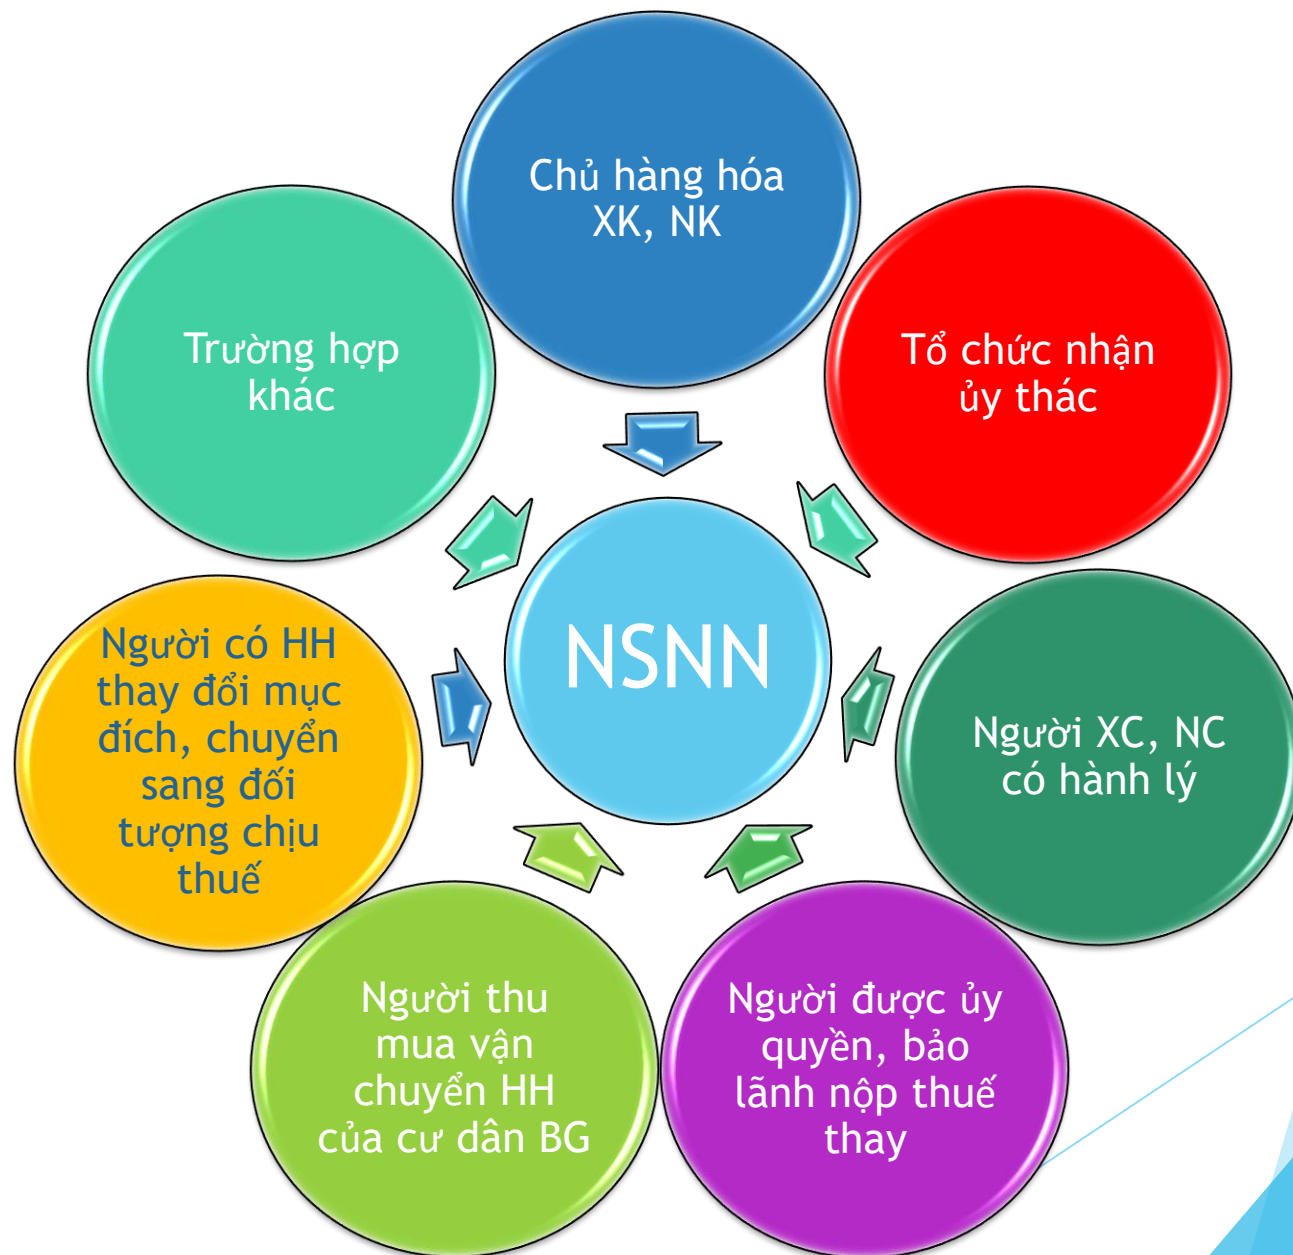 Chủ hàng hóa
XK, NK
Tổ chức nhận
ủy thác
Người XC, NC
có hành lý
Người được ủy
quyền, bảo
lãnh nộp thuế
thay
Người thu
mua vận
chuyển HH
của cư dân BG
Người có HH
thay đổi mục
đích, chuyển
sang đối
tượng chịu
thuế
Trường hợp
khác
NSNN